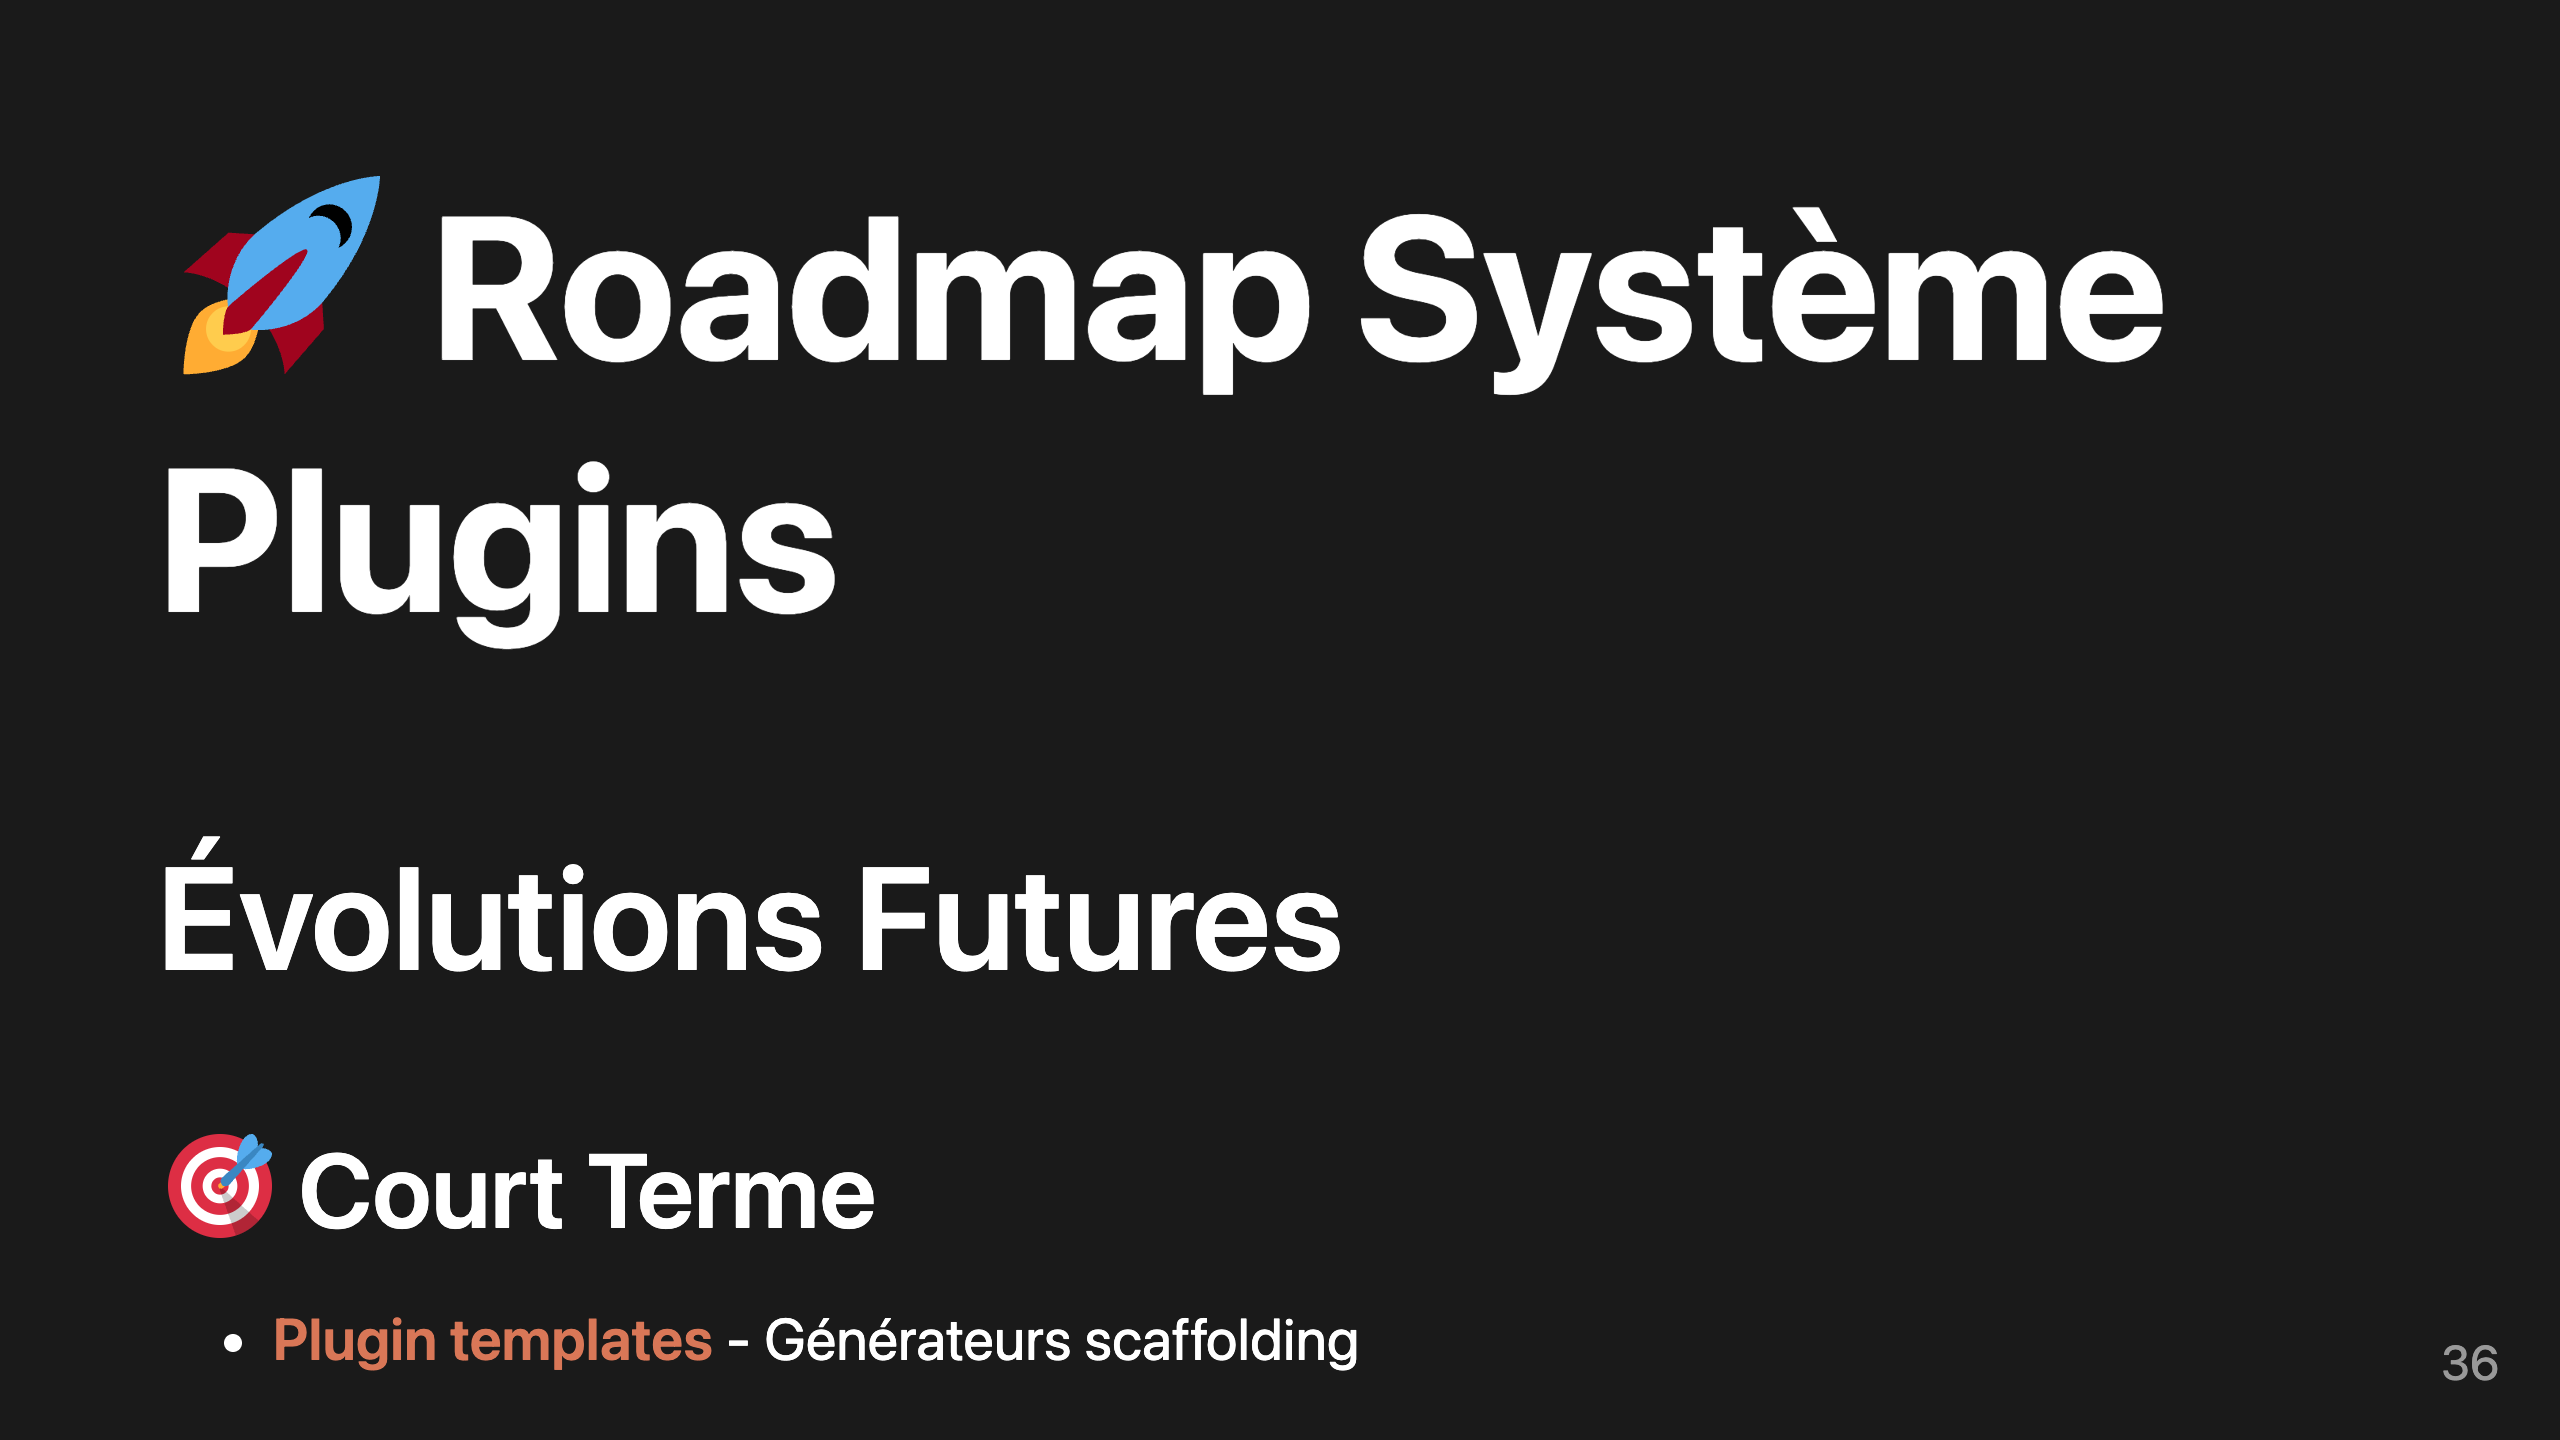 🚀 Roadmap Système
Plugins
Évolutions Futures
🎯 Court Terme
• Plugin templates - Générateurs scaffolding
36